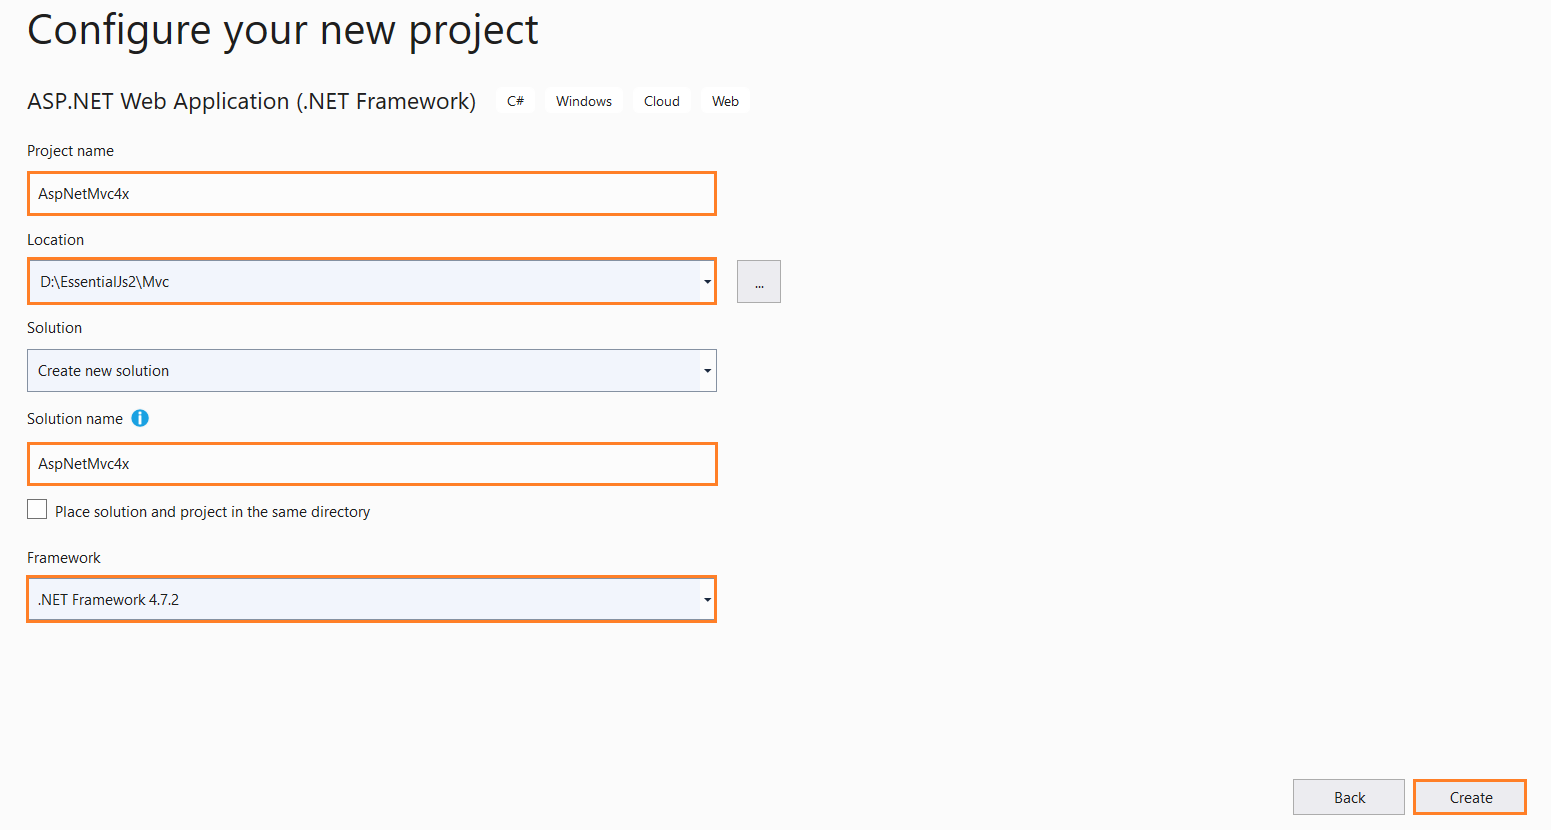 Configure your new project
ASP.NET Web Application (.NET Framework) C# Windows Cloud Web
Project name
AspNetMvc4x
Location
D:\EssentialJs2\Mvc
...
Solution
Create new solution
Solution name i
AspNetMvc4x
Place solution and project in the same directory
Framework
.NET Framework 4.7.2
Back Create